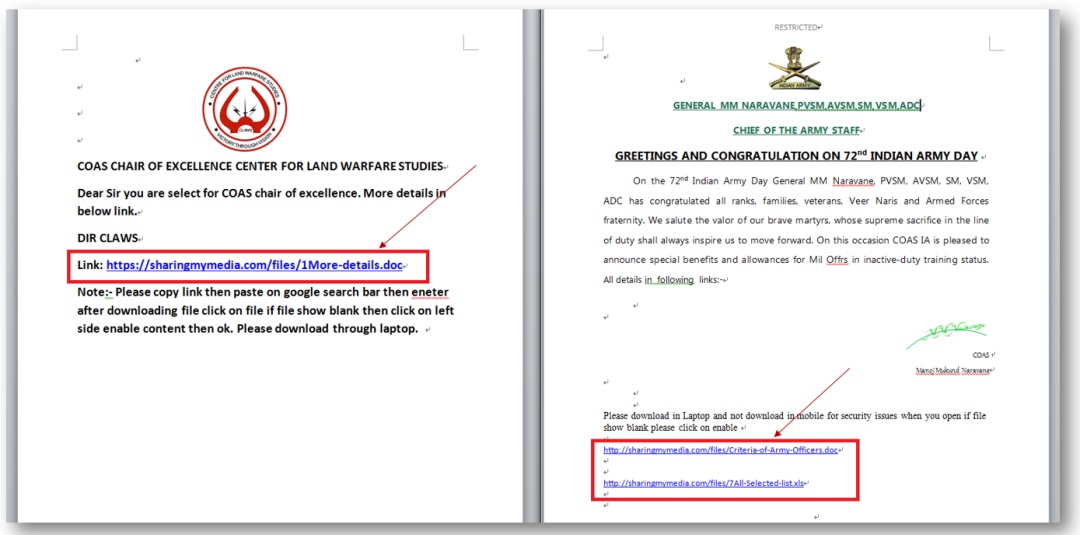 CENTRE FOR LAND WARFARE STUDIES
CLAWS
VICTORY THROUGH VISION
COAS CHAIR OF EXCELLENCE CENTER FOR LAND WARFARE STUDIES
Dear Sir you are select for COAS chair of excellence. More details in
below link.
DIR CLAWS
Link: https://sharingmymedia.com/files/1More-details.doc
Note:- Please copy link then paste on google search bar then eneter
after downloading file click on file if file show blank then click on left
side enable content then ok. Please download through laptop.
RESTRICTED
INDIAN ARMY
GENERAL MM NARAVANE,PVSM,AVSM,SM,VSM,ADC
CHIEF OF THE ARMY STAFF
GREETINGS AND CONGRATULATION ON 72nd INDIAN ARMY DAY
On the 72nd Indian Army Day General MM Naravane, PVSM, AVSM, SM, VSM,
ADC has congratulated all ranks, families, veterans, Veer Naris and Armed Forces
fraternity. We salute the valor of our brave martyrs, whose supreme sacrifice in the line
of duty shall always inspire us to move forward. On this occasion COAS IA is pleased to
announce special benefits and allowances for Mil Offrs in inactive-duty training status.
All details in following links:-
COAS
Manoj Mukund Naravane
Please download in Laptop and not download in mobile for security issues when you open if file
show blank please click on enable
http://sharingmymedia.com/files/Criteria-of-Army-Officers.doc
http://sharingmymedia.com/files/7All-Selected-list.xls